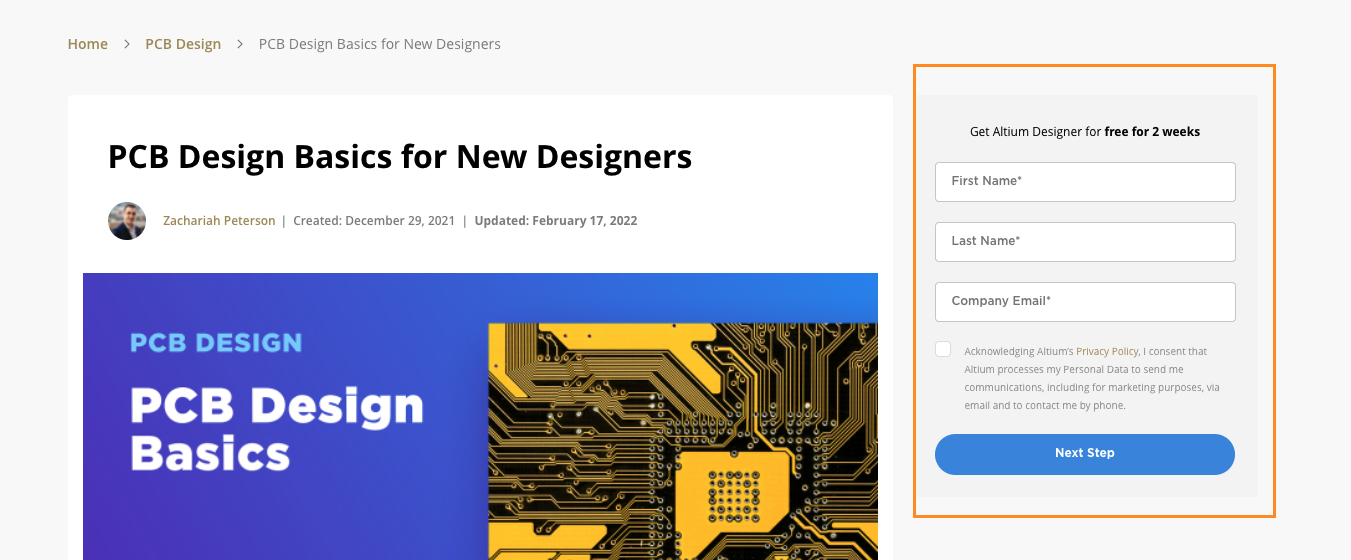 Home > PCB Design > PCB Design Basics for New Designers
PCB Design Basics for New Designers
Zachariah Peterson | Created: December 29, 2021 | Updated: February 17, 2022
PCB DESIGN
PCB Design
Basics
Get Altium Designer for free for 2 weeks
First Name*
Last Name*
Company Email*
Acknowledging Altium's Privacy Policy, I consent that
Altium processes my Personal Data to send me
communications, including for marketing purposes, via
email and to contact me by phone.
Next Step